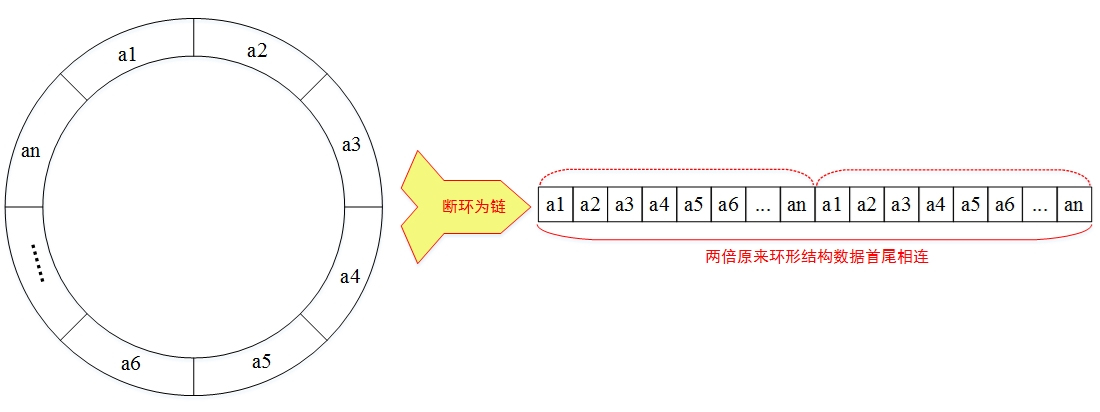 a1
a2
a3
a4
a5
a6
......
an
断环为链
a1 a2 a3 a4 a5 a6 ... an a1 a2 a3 a4 a5 a6 ... an
两倍原来环形结构数据首尾相连